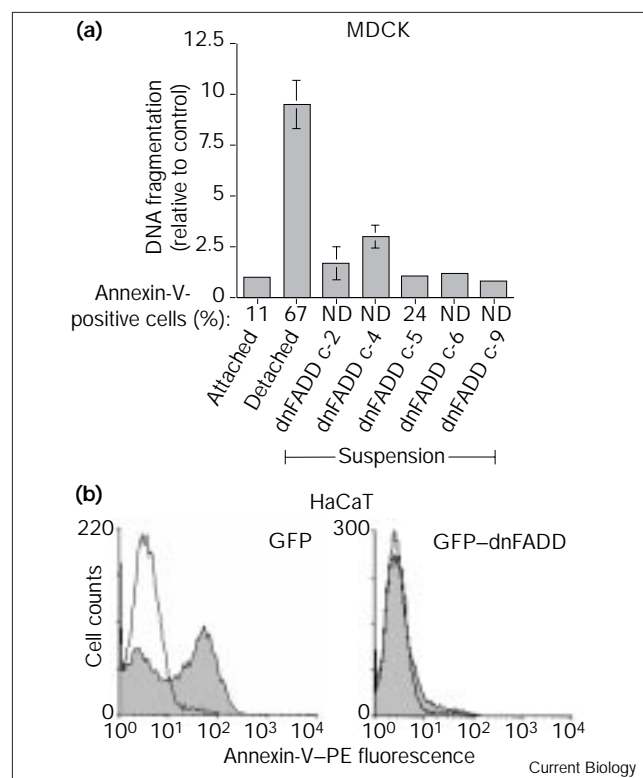 (a)
MDCK
12.5
10
7.5
5
2.5
0
DNA fragmentation
(relative to control)
Annexin-V-
positive cells (%): 11 67 ND ND 24 ND ND
Attached
Detached
dnFADD c-2
dnFADD c-4
dnFADD c-5
dnFADD c-6
dnFADD c-9
Suspension
(b)
HaCaT
220
GFP
Cell counts
0
10⁰ 10¹ 10² 10³ 10⁴
300
GFP–dnFADD
0
10⁰ 10¹ 10² 10³ 10⁴
Annexin-V–PE fluorescence
Current Biology